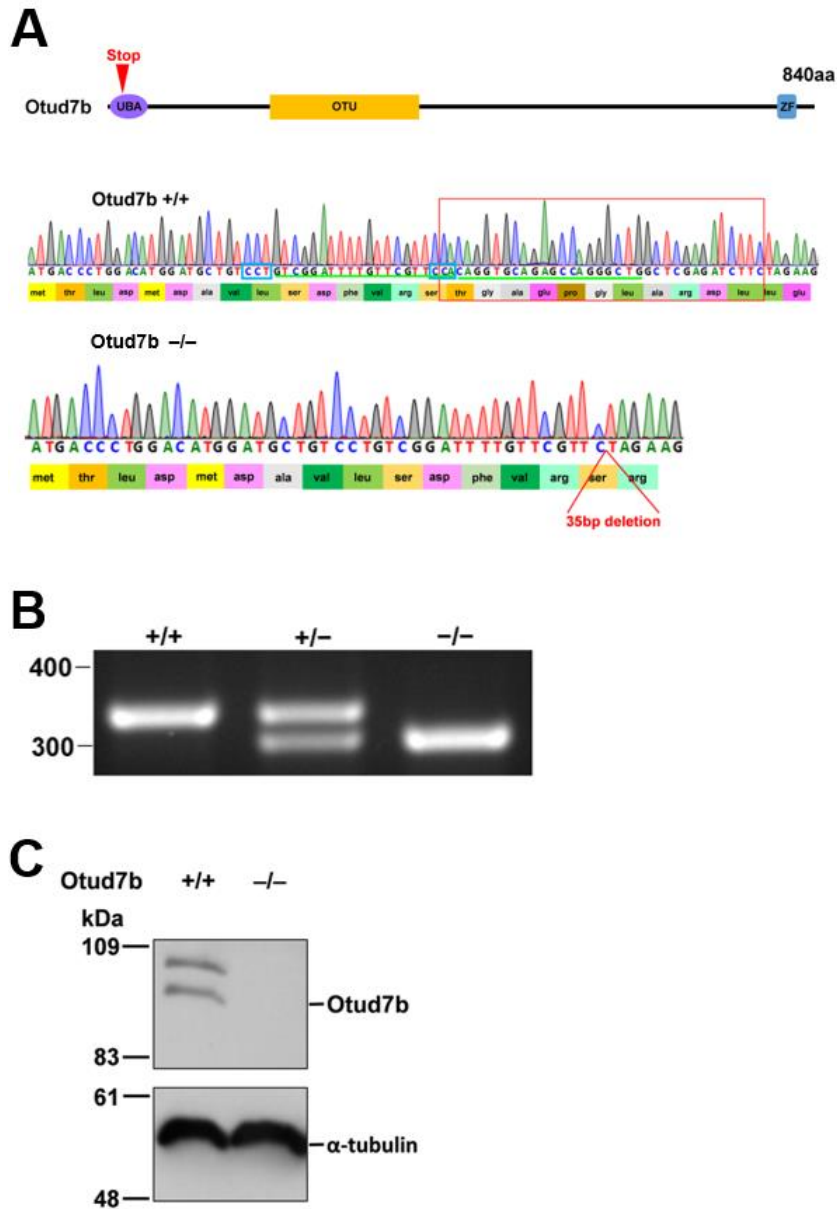 A
Stop
840aa
Otud7b UBA OTU ZF
Otud7b +/+
ATGACCCTGGACATGGATGCTGTCCTGTCGGATTTTGTTCGTTCCACAGGTGCAGAGCCAGGGCTGGCTCGAGATCTTCTAGAAG
met thr leu asp met asp ala val leu ser asp phe val arg ser thr gly ala glu pro gly leu ala arg asp leu leu glu
Otud7b –/–
ATGACCCTGGACATGGATGCTGTCCTGTCGGATTTTGTTCGTTCTAGAAG
met thr leu asp met asp ala val leu ser asp phe val arg ser arg
35bp deletion
B
+/+ +/– –/–
400
300
C
Otud7b +/+ –/–
kDa
109
Otud7b
83
61
α-tubulin
48